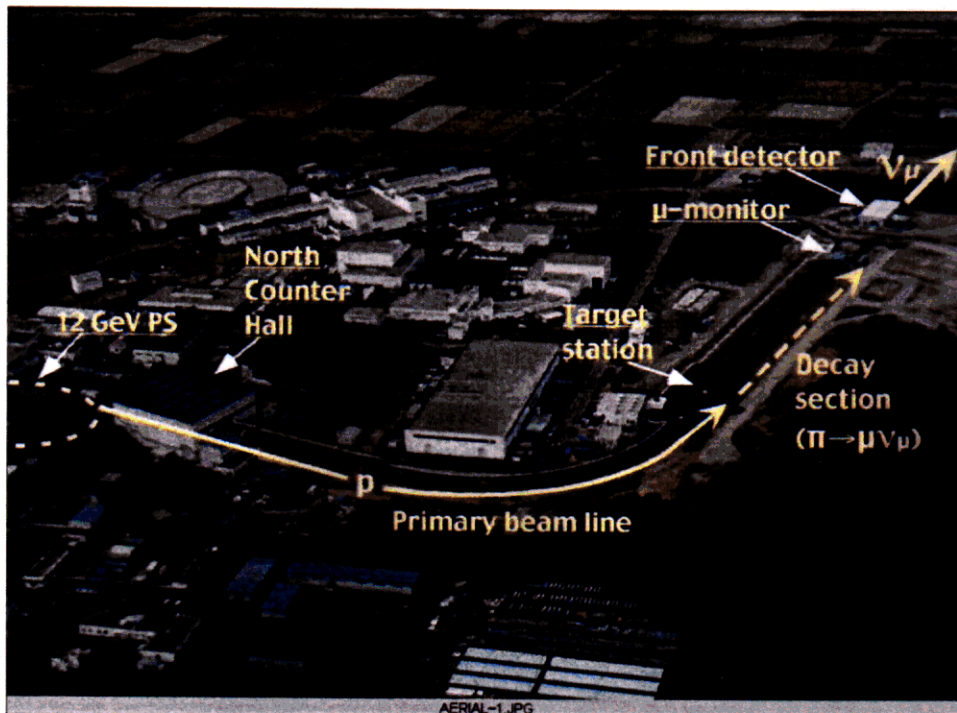 Front detector
νμ
μ-monitor
North
Counter
Hall
12 GeV PS
Target
station
Decay
section
(π→μνμ)
p
Primary beam line
AERIAL-1.JPG